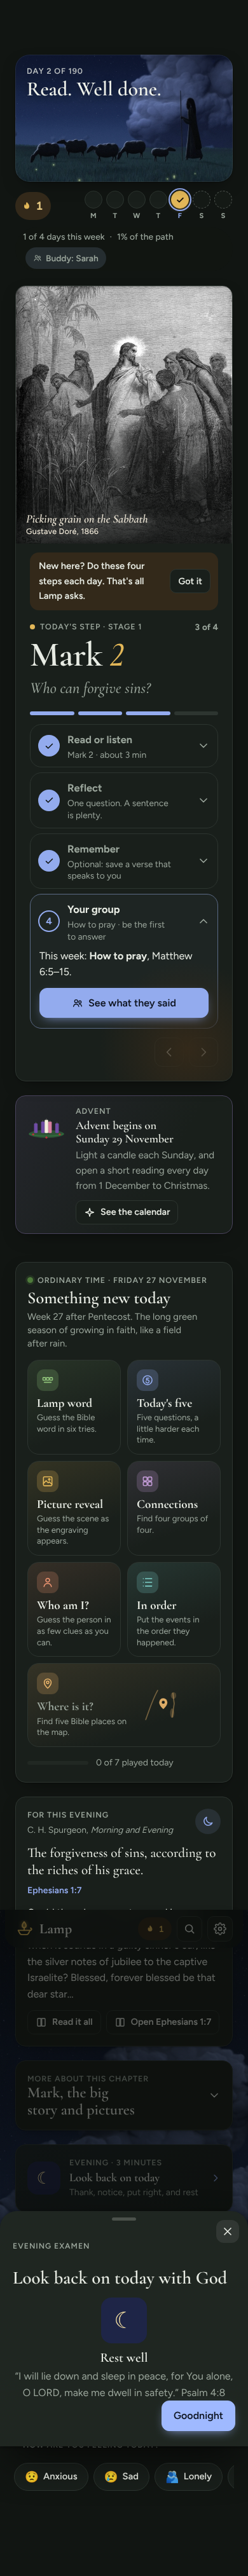 DAY 2 OF 190
Read. Well done.
1
M T W T F S S
1 of 4 days this week · 1% of the path
Buddy: Sarah
Picking grain on the Sabbath
Gustave Doré, 1866
New here? Do these four
steps each day. That's all
Lamp asks.
Got it
TODAY'S STEP · STAGE 1
3 of 4
Mark 2
Who can forgive sins?
Read or listen
Mark 2 · about 3 min
Reflect
One question. A sentence
is plenty.
Remember
Optional: save a verse that
speaks to you
4
Your group
How to pray · be the first
to answer
This week: How to pray, Matthew
6:5–15.
See what they said
ADVENT
Advent begins on
Sunday 29 November
Light a candle each Sunday, and
open a short reading every day
from 1 December to Christmas.
See the calendar
ORDINARY TIME · FRIDAY 27 NOVEMBER
Something new today
Week 27 after Pentecost. The long green
season of growing in faith, like a field
after rain.
Lamp word
Guess the Bible
word in six tries.
Today's five
Five questions, a
little harder each
time.
Picture reveal
Guess the scene as
the engraving
appears.
Connections
Find four groups of
four.
Who am I?
Guess the person in
as few clues as you
can.
In order
Put the events in
the order they
happened.
Where is it?
Find five Bible places on
the map.
0 of 7 played today
FOR THIS EVENING
C. H. Spurgeon, Morning and Evening
The forgiveness of sins, according to
the riches of his grace.
Ephesians 1:7
Lamp
1
the silver notes of jubilee to the captive
Israelite? Blessed, forever blessed be that
dear star…
Read it all
Open Ephesians 1:7
MORE ABOUT THIS CHAPTER
Mark, the big
story and pictures
EVENING · 3 MINUTES
Look back on today
Thank, notice, put right, and rest
EVENING EXAMEN
Look back on today with God
Rest well
“I will lie down and sleep in peace, for You alone,
O LORD, make me dwell in safety.” Psalm 4:8
Goodnight
Anxious
Sad
Lonely